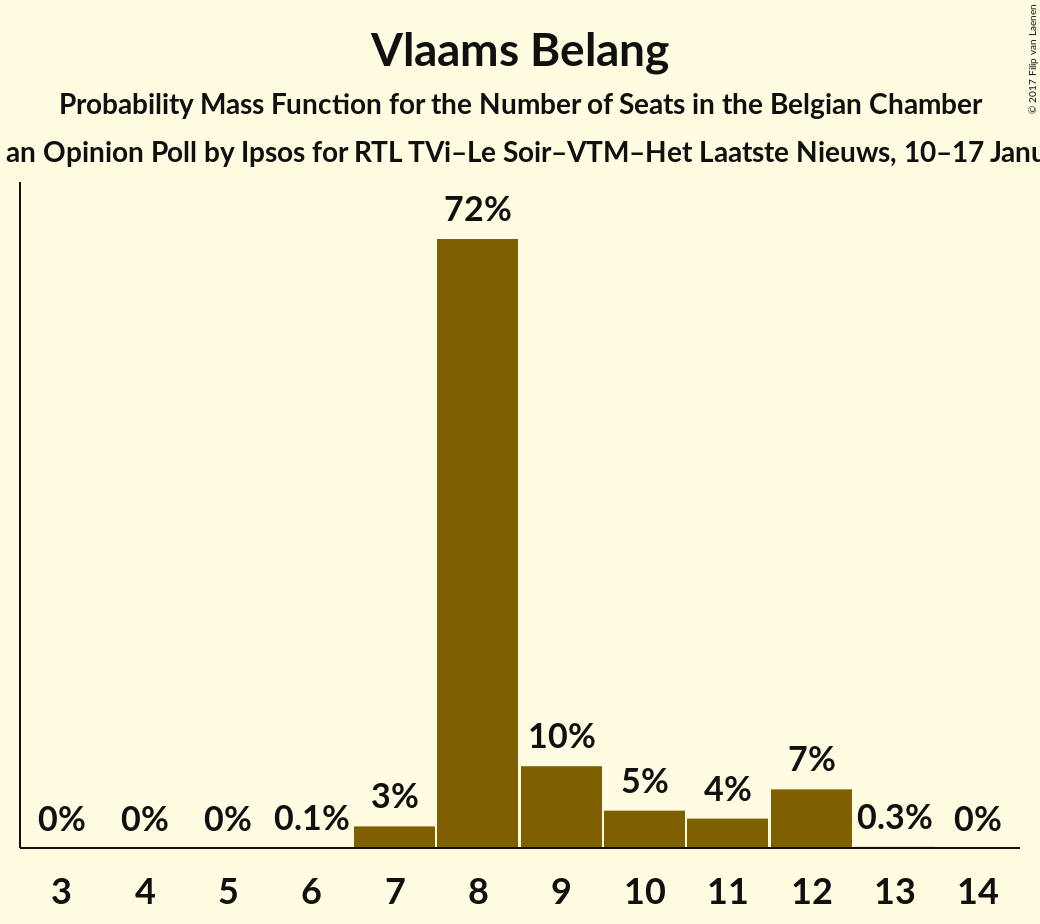 Vlaams Belang
Probability Mass Function for the Number of Seats in the Belgian Chamber
an Opinion Poll by Ipsos for RTL TVi–Le Soir–VTM–Het Laatste Nieuws, 10–17 Janu
© 2017 Filip van Laenen
72%
10%
7%
5%
4%
3%
0% 0% 0% 0.1% 0.3% 0%
3 4 5 6 7 8 9 10 11 12 13 14